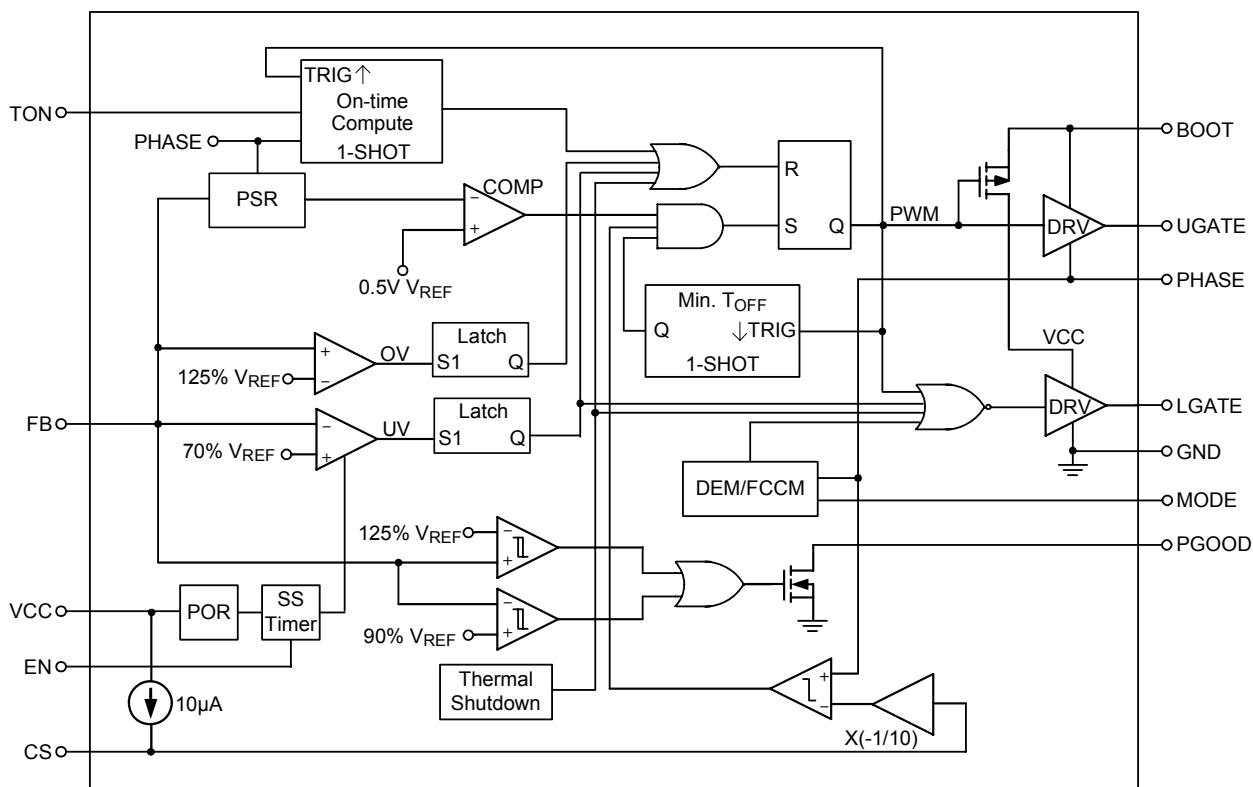 TRIG↑
On-time
Compute
1-SHOT
TON
PHASE
PSR
COMP
−
+
0.5V VREF
R
S
Q
PWM
BOOT
DRV
UGATE
PHASE
Min. TOFF
Q
↓TRIG
1-SHOT
VCC
+
−
OV
125% VREF
Latch
S1
Q
FB
−
+
UV
70% VREF
Latch
S1
Q
DRV
LGATE
GND
DEM/FCCM
MODE
125% VREF
−
+
PGOOD
−
+
90% VREF
VCC
POR
SS
Timer
EN
10µA
Thermal
Shutdown
+
−
X(-1/10)
CS